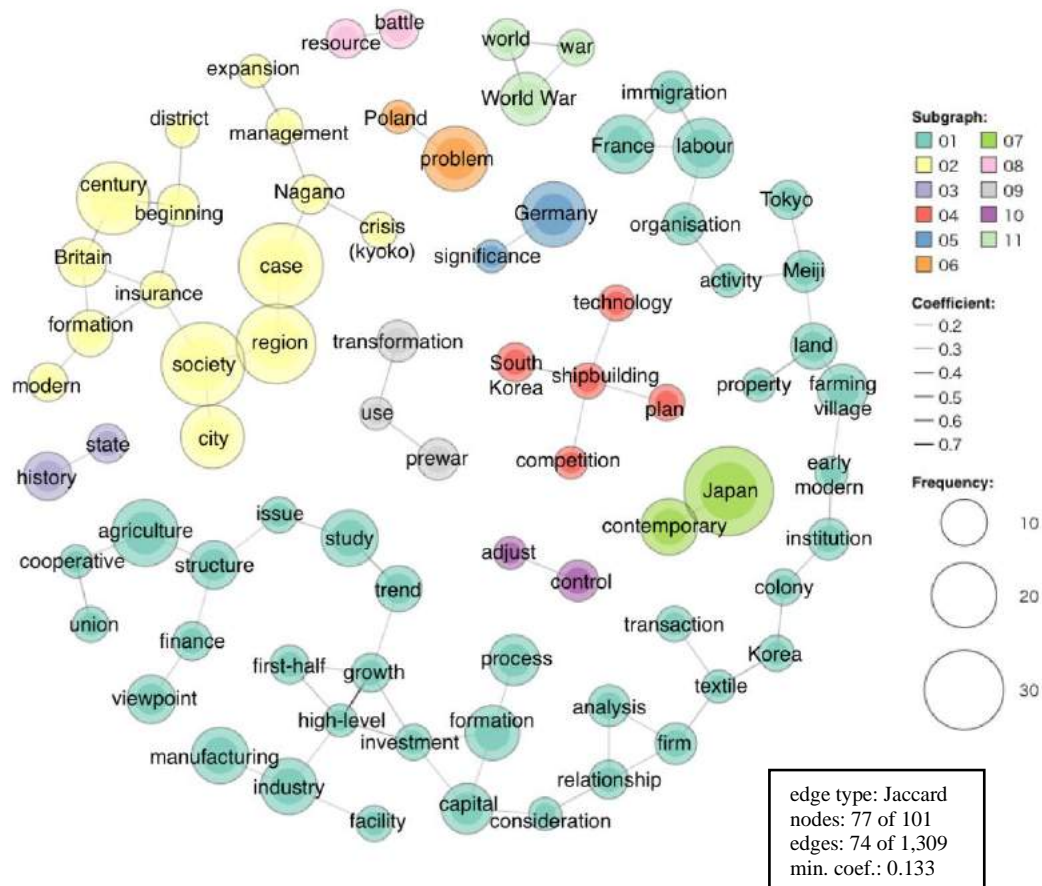 battle
resource
world
war
World War
expansion
management
district
Poland
problem
immigration
France
labour
century
beginning
Nagano
crisis
(kyoko)
Germany
significance
organisation
Tokyo
activity
Meiji
Britain
insurance
case
formation
modern
society
region
city
transformation
use
prewar
technology
South
Korea
shipbuilding
plan
competition
land
property
farming
village
state
history
Japan
contemporary
early
modern
institution
adjust
control
colony
Korea
transaction
textile
issue
agriculture
study
cooperative
structure
union
trend
finance
viewpoint
first-half
growth
high-level
investment
process
formation
analysis
firm
relationship
manufacturing
industry
facility
capital
consideration
Subgraph:
01 07
02 08
03 09
04 10
05 11
06
Coefficient:
0.2
0.3
0.4
0.5
0.6
0.7
Frequency:
10
20
30
edge type: Jaccard
nodes: 77 of 101
edges: 74 of 1,309
min. coef.: 0.133